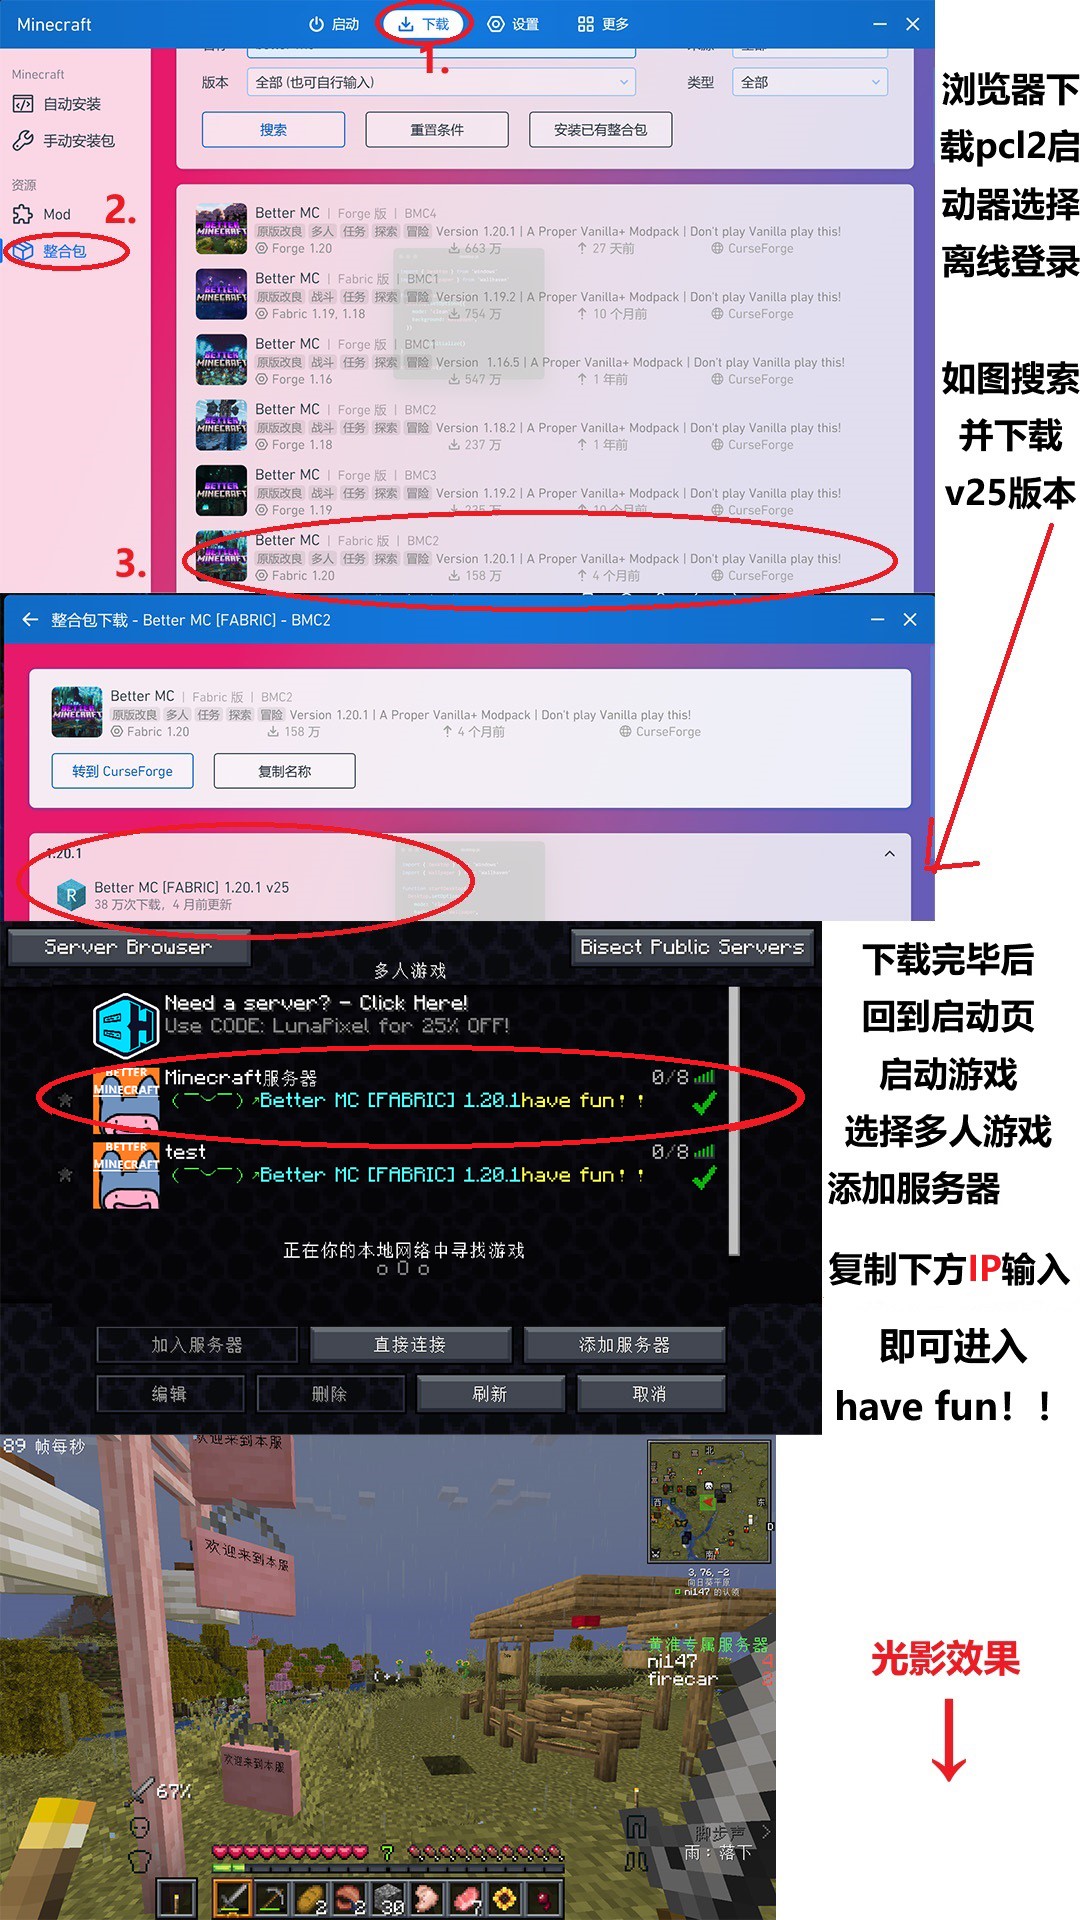 Minecraft
启动
下载
设置
更多
1.
Minecraft
自动安装
手动安装包
资源
Mod
2.
整合包
版本
全部 (也可自行输入)
类型
全部
搜索
重置条件
安装已有整合包
Better MC | Forge 版 | BMC4
原版改良 多人 任务 探索 冒险 Version 1.20.1 | A Proper Vanilla+ Modpack | Don't play Vanilla play this!
Forge 1.20 663 万 27 天前 CurseForge
Better MC | Fabric 版 | BMC1
原版改良 战斗 任务 探索 冒险 Version 1.19.2 | A Proper Vanilla+ Modpack | Don't play Vanilla play this!
Fabric 1.19, 1.18 754 万 10 个月前 CurseForge
Better MC | Forge 版 | BMC1
原版改良 战斗 任务 探索 冒险 Version 1.16.5 | A Proper Vanilla+ Modpack | Don't play Vanilla play this!
Forge 1.16 547 万 1 年前 CurseForge
Better MC | Forge 版 | BMC2
原版改良 战斗 任务 探索 冒险 Version 1.18.2 | A Proper Vanilla+ Modpack | Don't play Vanilla play this!
Forge 1.18 237 万 1 年前 CurseForge
Better MC | Forge 版 | BMC3
原版改良 战斗 任务 探索 冒险 Version 1.19.2 | A Proper Vanilla+ Modpack | Don't play Vanilla play this!
Forge 1.19 235 万 10 个月前 CurseForge
3.
Better MC | Fabric 版 | BMC2
原版改良 多人 任务 探索 冒险 Version 1.20.1 | A Proper Vanilla+ Modpack | Don't play Vanilla play this!
Fabric 1.20 158 万 4 个月前 CurseForge
浏览器下
载pcl2启
动器选择
离线登录
如图搜索
并下载
v25版本
整合包下载 - Better MC [FABRIC] - BMC2
Better MC | Fabric 版 | BMC2
原版改良 多人 任务 探索 冒险 Version 1.20.1 | A Proper Vanilla+ Modpack | Don't play Vanilla play this!
Fabric 1.20 158 万 4 个月前 CurseForge
转到 CurseForge
复制名称
1.20.1
Better MC [FABRIC] 1.20.1 v25
38 万次下载，4 月前更新
Server Browser
Bisect Public Servers
多人游戏
Need a server? - Click Here!
Use CODE: LunaPixel for 25% OFF!
BETTER
MINECRAFT
Minecraft服务器
0/8
Better MC [FABRIC] 1.20.1have fun!!
BETTER
MINECRAFT
test
0/8
Better MC [FABRIC] 1.20.1have fun!!
正在你的本地网络中寻找游戏
加入服务器
直接连接
添加服务器
编辑
删除
刷新
取消
下载完毕后
回到启动页
启动游戏
选择多人游戏
添加服务器
复制下方IP输入
即可进入
have fun！！
89 帧每秒
欢迎来到本服
欢迎来到本服
欢迎来到本服
北
西
东
南
3, 76, -2
向日葵平原
ni147 的认领
黄淮专属服务器
ni147
firecar
67%
7
脚步声
雨：落下
2
2
30
7
光影效果